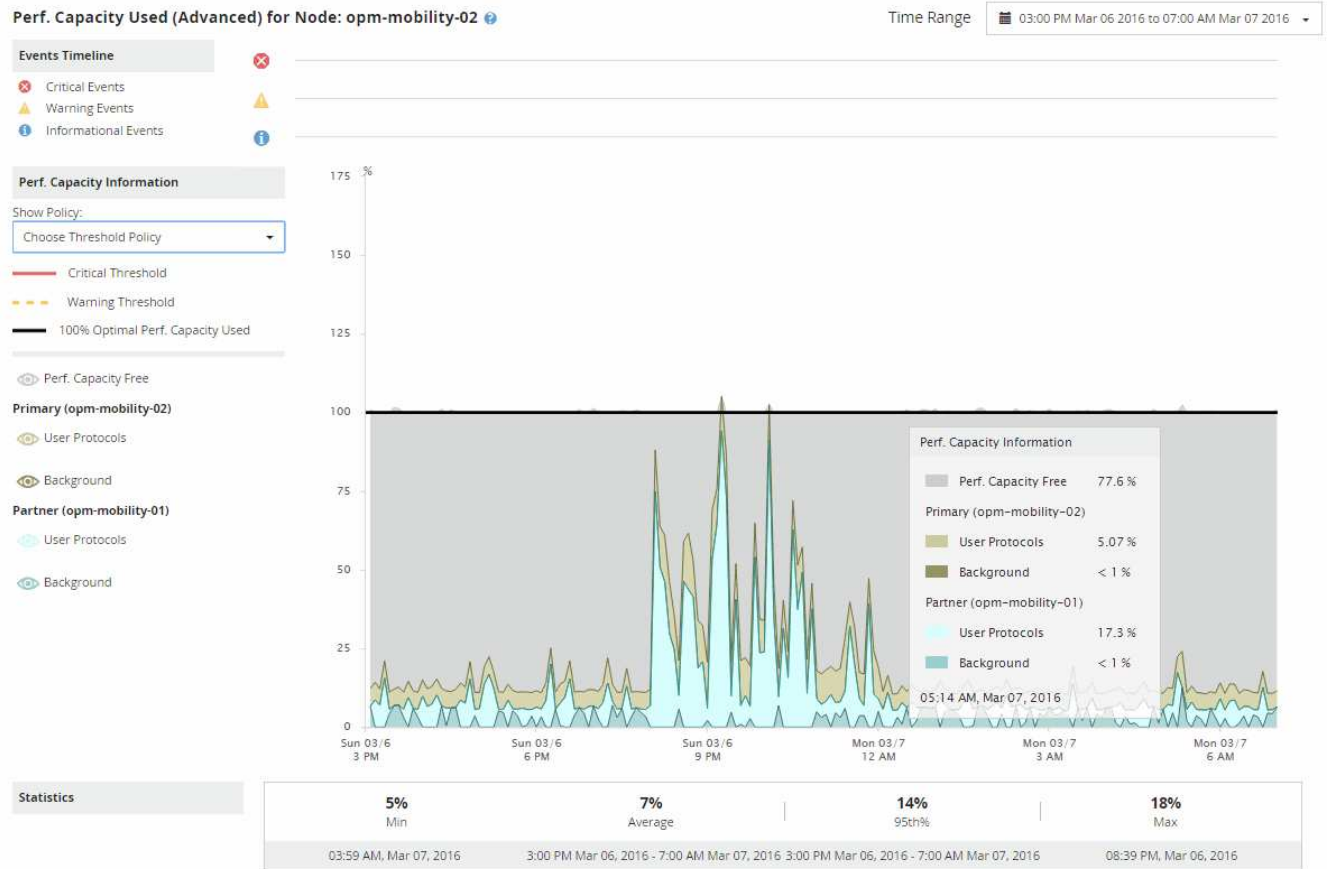 Perf. Capacity Used (Advanced) for Node: opm-mobility-02 ?
Time Range 03:00 PM Mar 06 2016 to 07:00 AM Mar 07 2016
Events Timeline
Critical Events
Warning Events
Informational Events
Perf. Capacity Information
Show Policy:
Choose Threshold Policy
Critical Threshold
Warning Threshold
100% Optimal Perf. Capacity Used
Perf. Capacity Free
Primary (opm-mobility-02)
User Protocols
Background
Partner (opm-mobility-01)
User Protocols
Background
%
175
150
125
100
75
50
25
0
Sun 03/6 3 PM
Sun 03/6 6 PM
Sun 03/6 9 PM
Mon 03/7 12 AM
Mon 03/7 3 AM
Mon 03/7 6 AM
Perf. Capacity Information
Perf. Capacity Free 77.6 %
Primary (opm-mobility-02)
User Protocols 5.07 %
Background < 1 %
Partner (opm-mobility-01)
User Protocols 17.3 %
Background < 1 %
05:14 AM, Mar 07, 2016
Statistics
5% 7% 14% 18%
Min Average 95th% Max
03:59 AM, Mar 07, 2016 3:00 PM Mar 06, 2016 - 7:00 AM Mar 07, 2016 3:00 PM Mar 06, 2016 - 7:00 AM Mar 07, 2016 08:39 PM, Mar 06, 2016